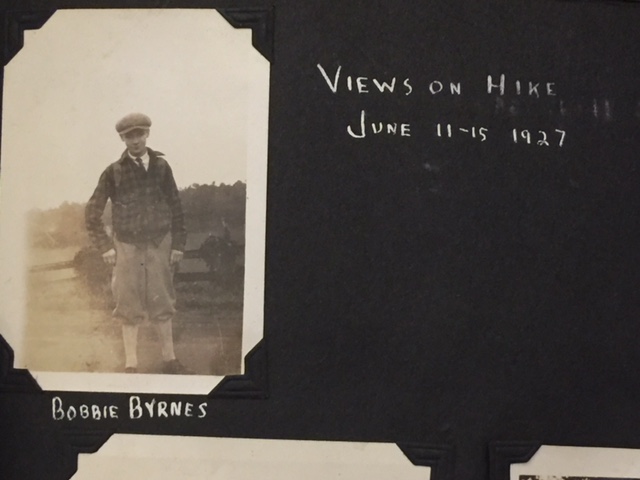 VIEWS ON HIKE
JUNE 11-15 1927
BOBBIE BYRNES